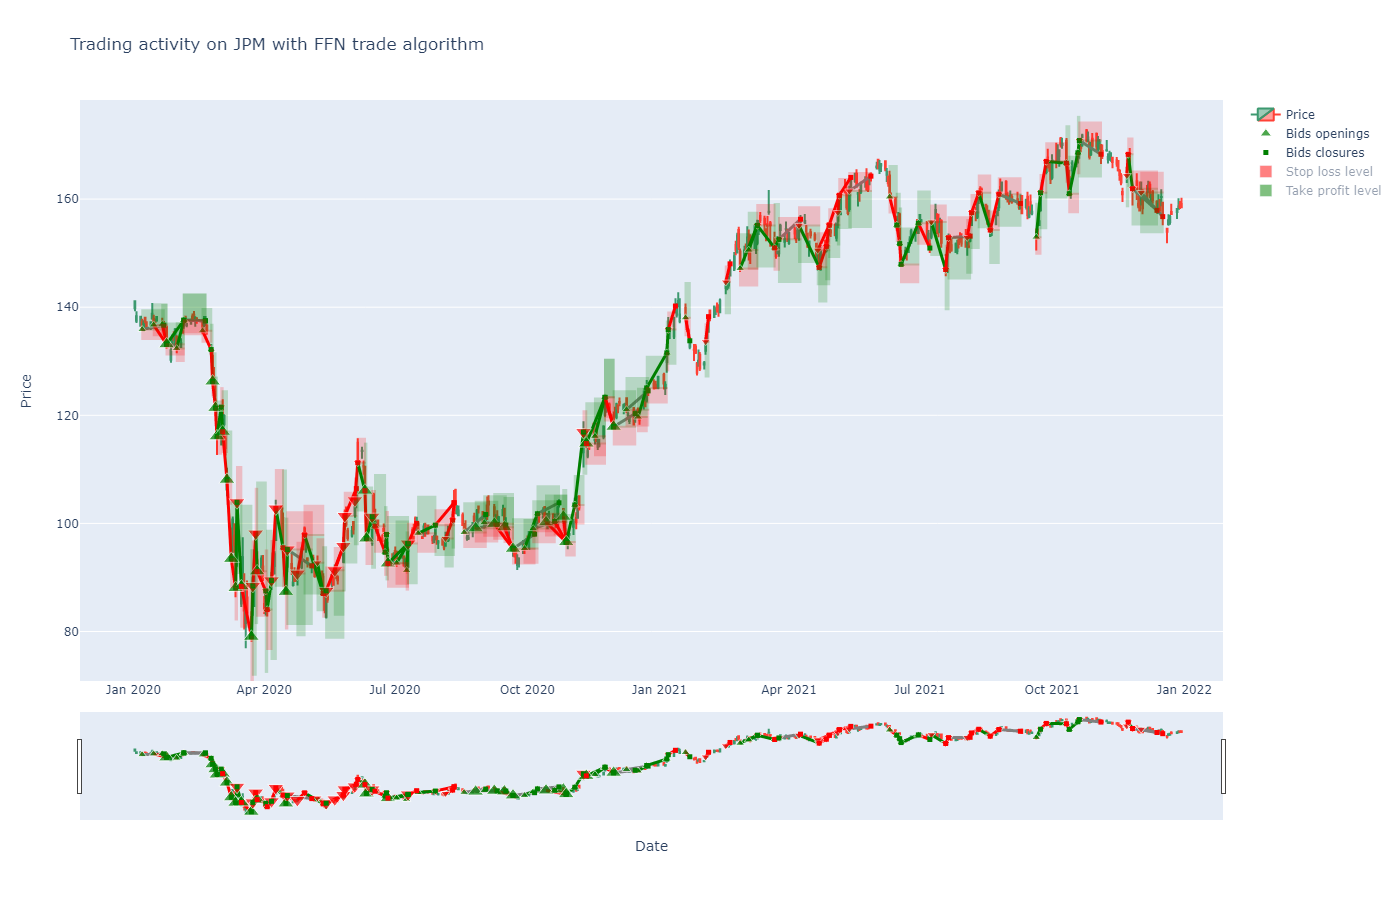 Trading activity on JPM with FFN trade algorithm
Price
Bids openings
Bids closures
Stop loss level
Take profit level
160
140
120
100
80
Price
Jan 2020
Apr 2020
Jul 2020
Oct 2020
Jan 2021
Apr 2021
Jul 2021
Oct 2021
Jan 2022
Date